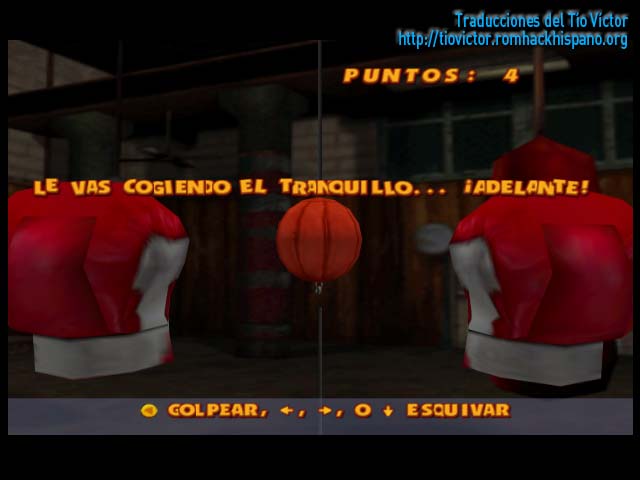 Traducciones del Tio Victor
http://tiovictor.romhackhispano.org
PUNTOS: 4
LE VAS COGIENDO EL TRANQUILLO... ¡ADELANTE!
GOLPEAR, ←, →, O ↓ ESQUIVAR